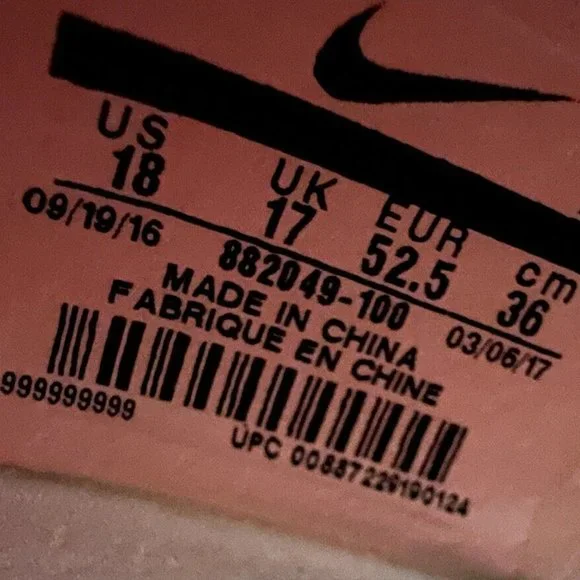 US UK EUR cm
18 17 52.5 36
09/19/16 882049-100 03/06/17
MADE IN CHINA
FABRIQUE EN CHINE
999999999
UPC 00887229190124